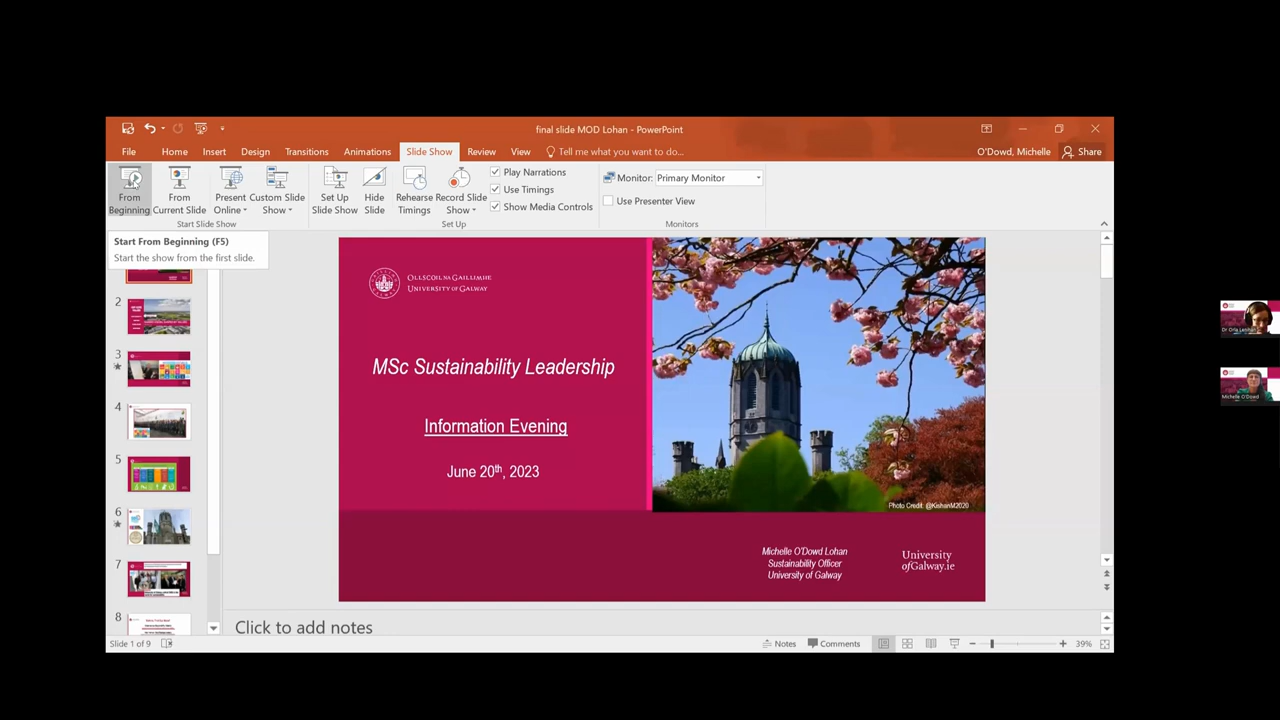 final slide MOD Lohan - PowerPoint
File Home Insert Design Transitions Animations Slide Show Review View Tell me what you want to do... O'Dowd, Michelle Share
From Beginning
From Current Slide
Present Online
Custom Slide Show
Set Up Slide Show
Hide Slide
Rehearse Timings
Record Slide Show
Play Narrations
Use Timings
Show Media Controls
Monitor: Primary Monitor
Use Presenter View
Start Slide Show Set Up Monitors
Start From Beginning (F5)
Start the show from the first slide.
2
3
4
5
6
7
8
OLLSCOIL NA GAILLIMHE
UNIVERSITY OF GALWAY
MSc Sustainability Leadership
Information Evening
June 20th, 2023
Photo Credit: @KishanM2020
Michelle O'Dowd Lohan
Sustainability Officer
University of Galway
University
of Galway.ie
Click to add notes
Slide 1 of 9 Notes Comments 39%
Michelle O'Dowd